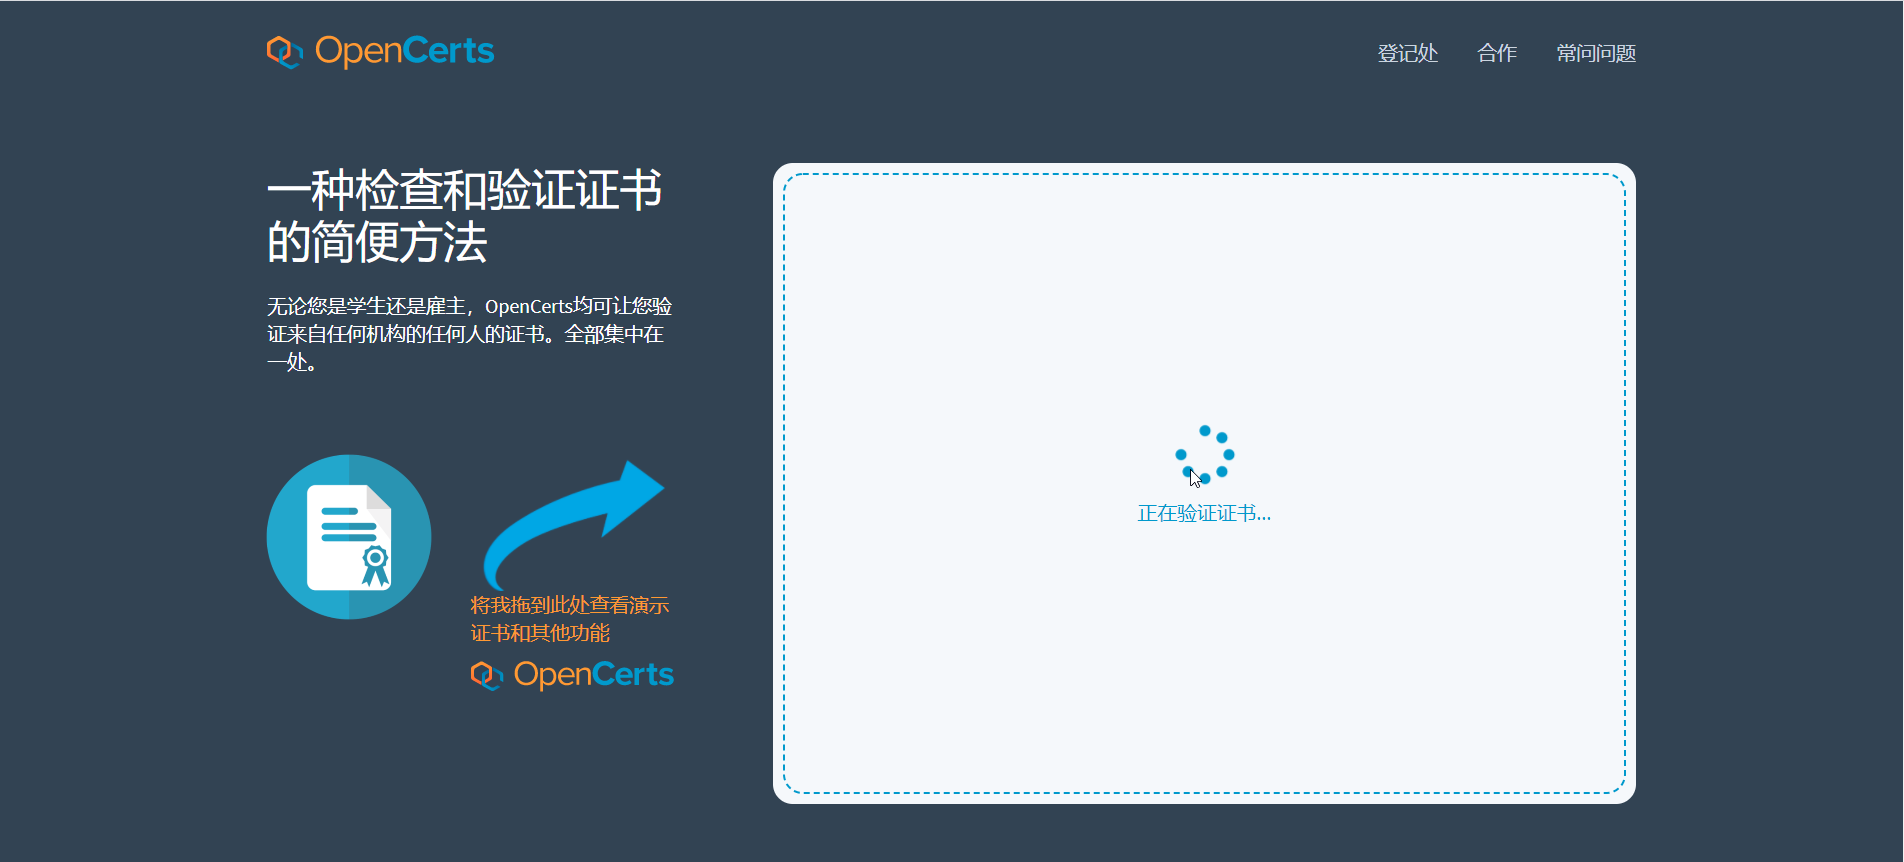 OpenCerts
登记处 合作 常问问题
一种检查和验证证书
的简便方法
无论您是学生还是雇主，OpenCerts均可让您验
证来自任何机构的任何人的证书。全部集中在
一处。
正在验证证书...
将我拖到此处查看演示
证书和其他功能
OpenCerts